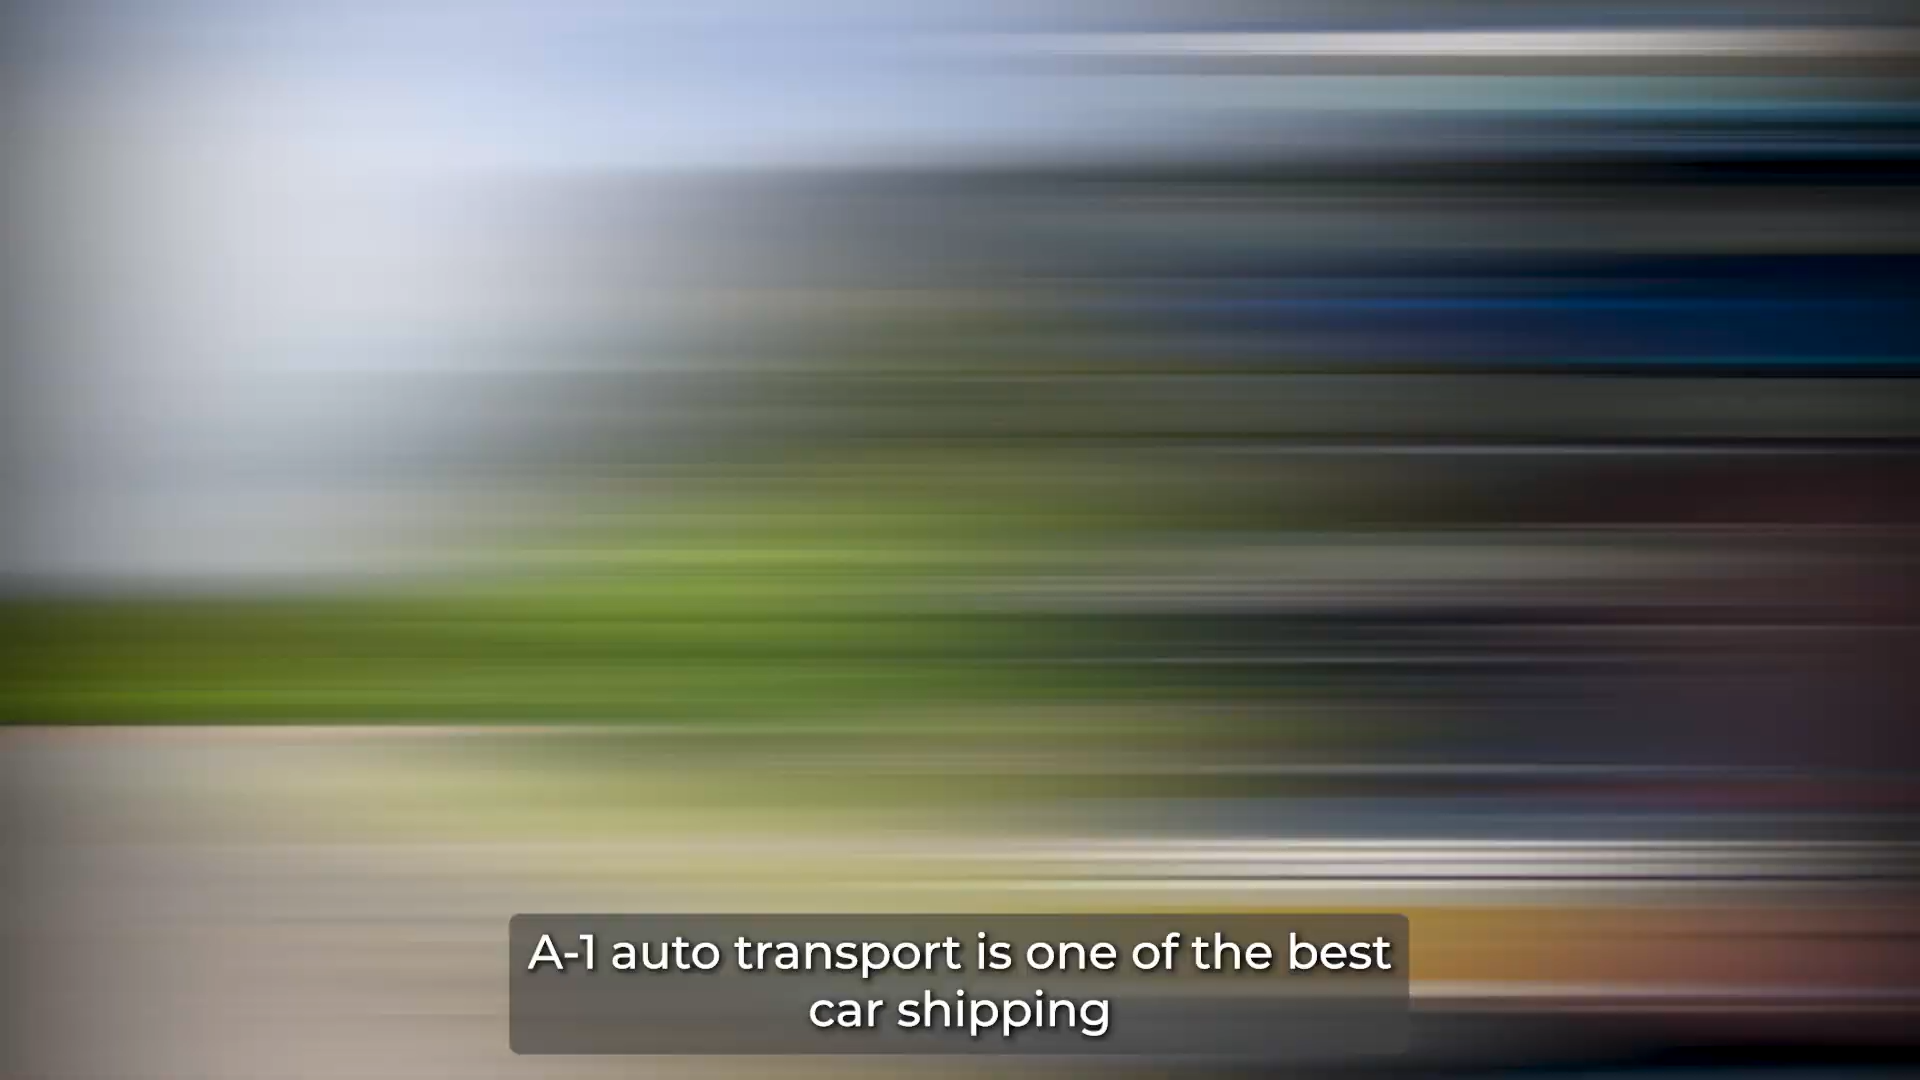 A-1 auto transport is one of the best
car shipping